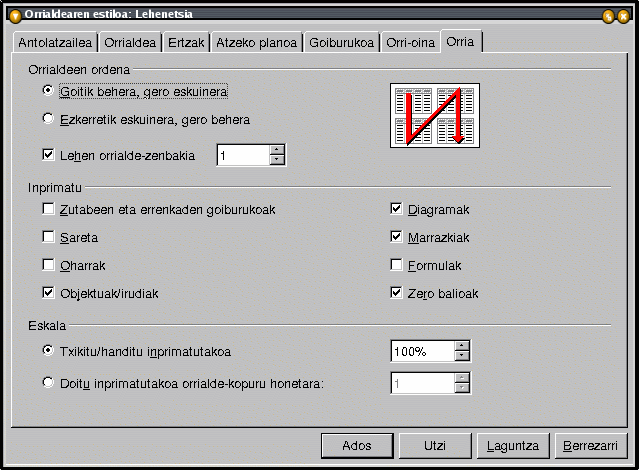 Orrialdearen estiloa: Lehenetsia
Antolatzailea Orrialdea Ertzak Atzeko planoa Goiburukoa Orri-oina Orria
Orrialdeen ordena
Goitik behera, gero eskuinera
Ezkerretik eskuinera, gero behera
Lehen orrialde-zenbakia 1
Inprimatu
Zutabeen eta errenkaden goiburukoak Diagramak
Sareta Marrazkiak
Oharrak Formulak
Objektuak/irudiak Zero balioak
Eskala
Txikitu/handitu inprimatutakoa 100%
Doitu inprimatutakoa orrialde-kopuru honetara: 1
Ados Utzi Laguntza Berrezarri